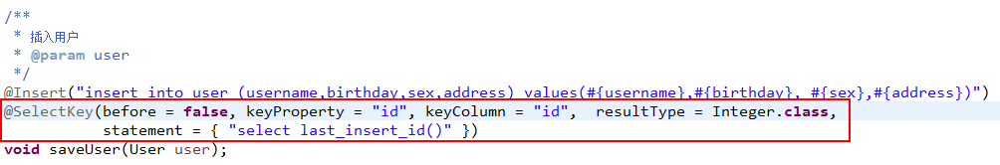 /**
 * 插入用户
 * @param user
 */
@Insert("insert into user (username,birthday,sex,address) values(#{username},#{birthday}, #{sex},#{address})")
@SelectKey(before = false, keyProperty = "id", keyColumn = "id",  resultType = Integer.class,
           statement = { "select last_insert_id()" })
void saveUser(User user);